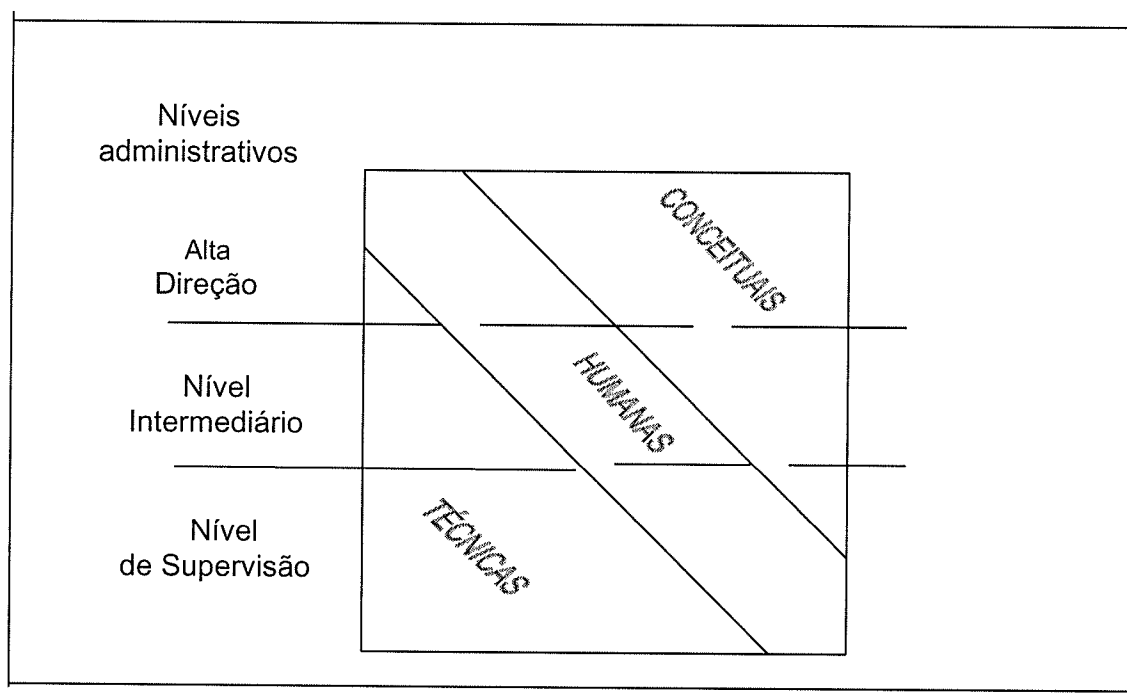 Níveis
administrativos
CONCEITUAIS
Alta
Direção
HUMANAS
Nível
Intermediário
TÉCNICAS
Nível
de Supervisão